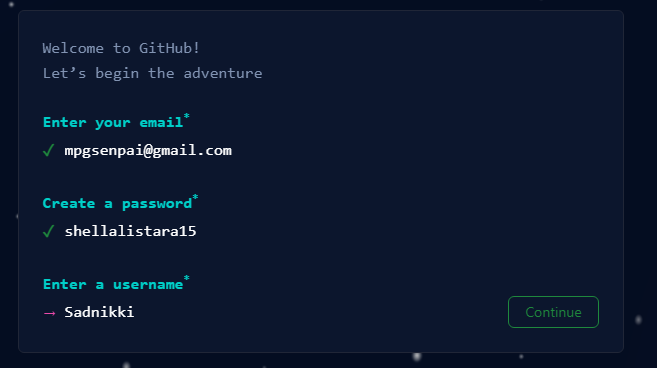 Welcome to GitHub!
Let’s begin the adventure
Enter your email*
✓ mpgsenpai@gmail.com
Create a password*
✓ shellalistara15
Enter a username*
→ Sadnikki
Continue